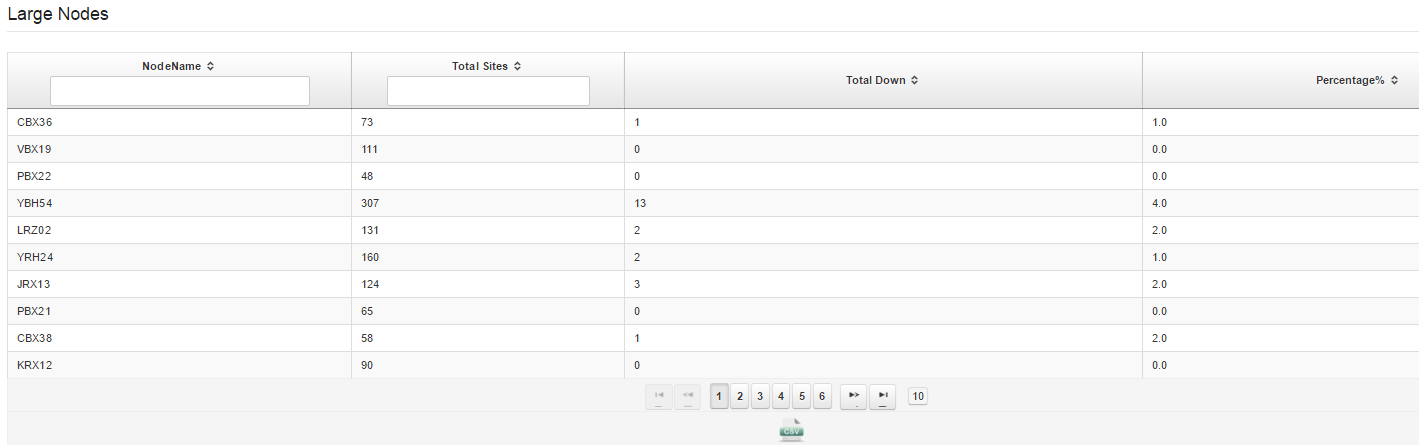 Large Nodes
NodeName Total Sites Total Down Percentage%
CBX36 73 1 1.0
VBX19 111 0 0.0
PBX22 48 0 0.0
YBH54 307 13 4.0
LRZ02 131 2 2.0
YRH24 160 2 1.0
JRX13 124 3 2.0
PBX21 65 0 0.0
CBX38 58 1 2.0
KRX12 90 0 0.0
1 2 3 4 5 6 10
CSV